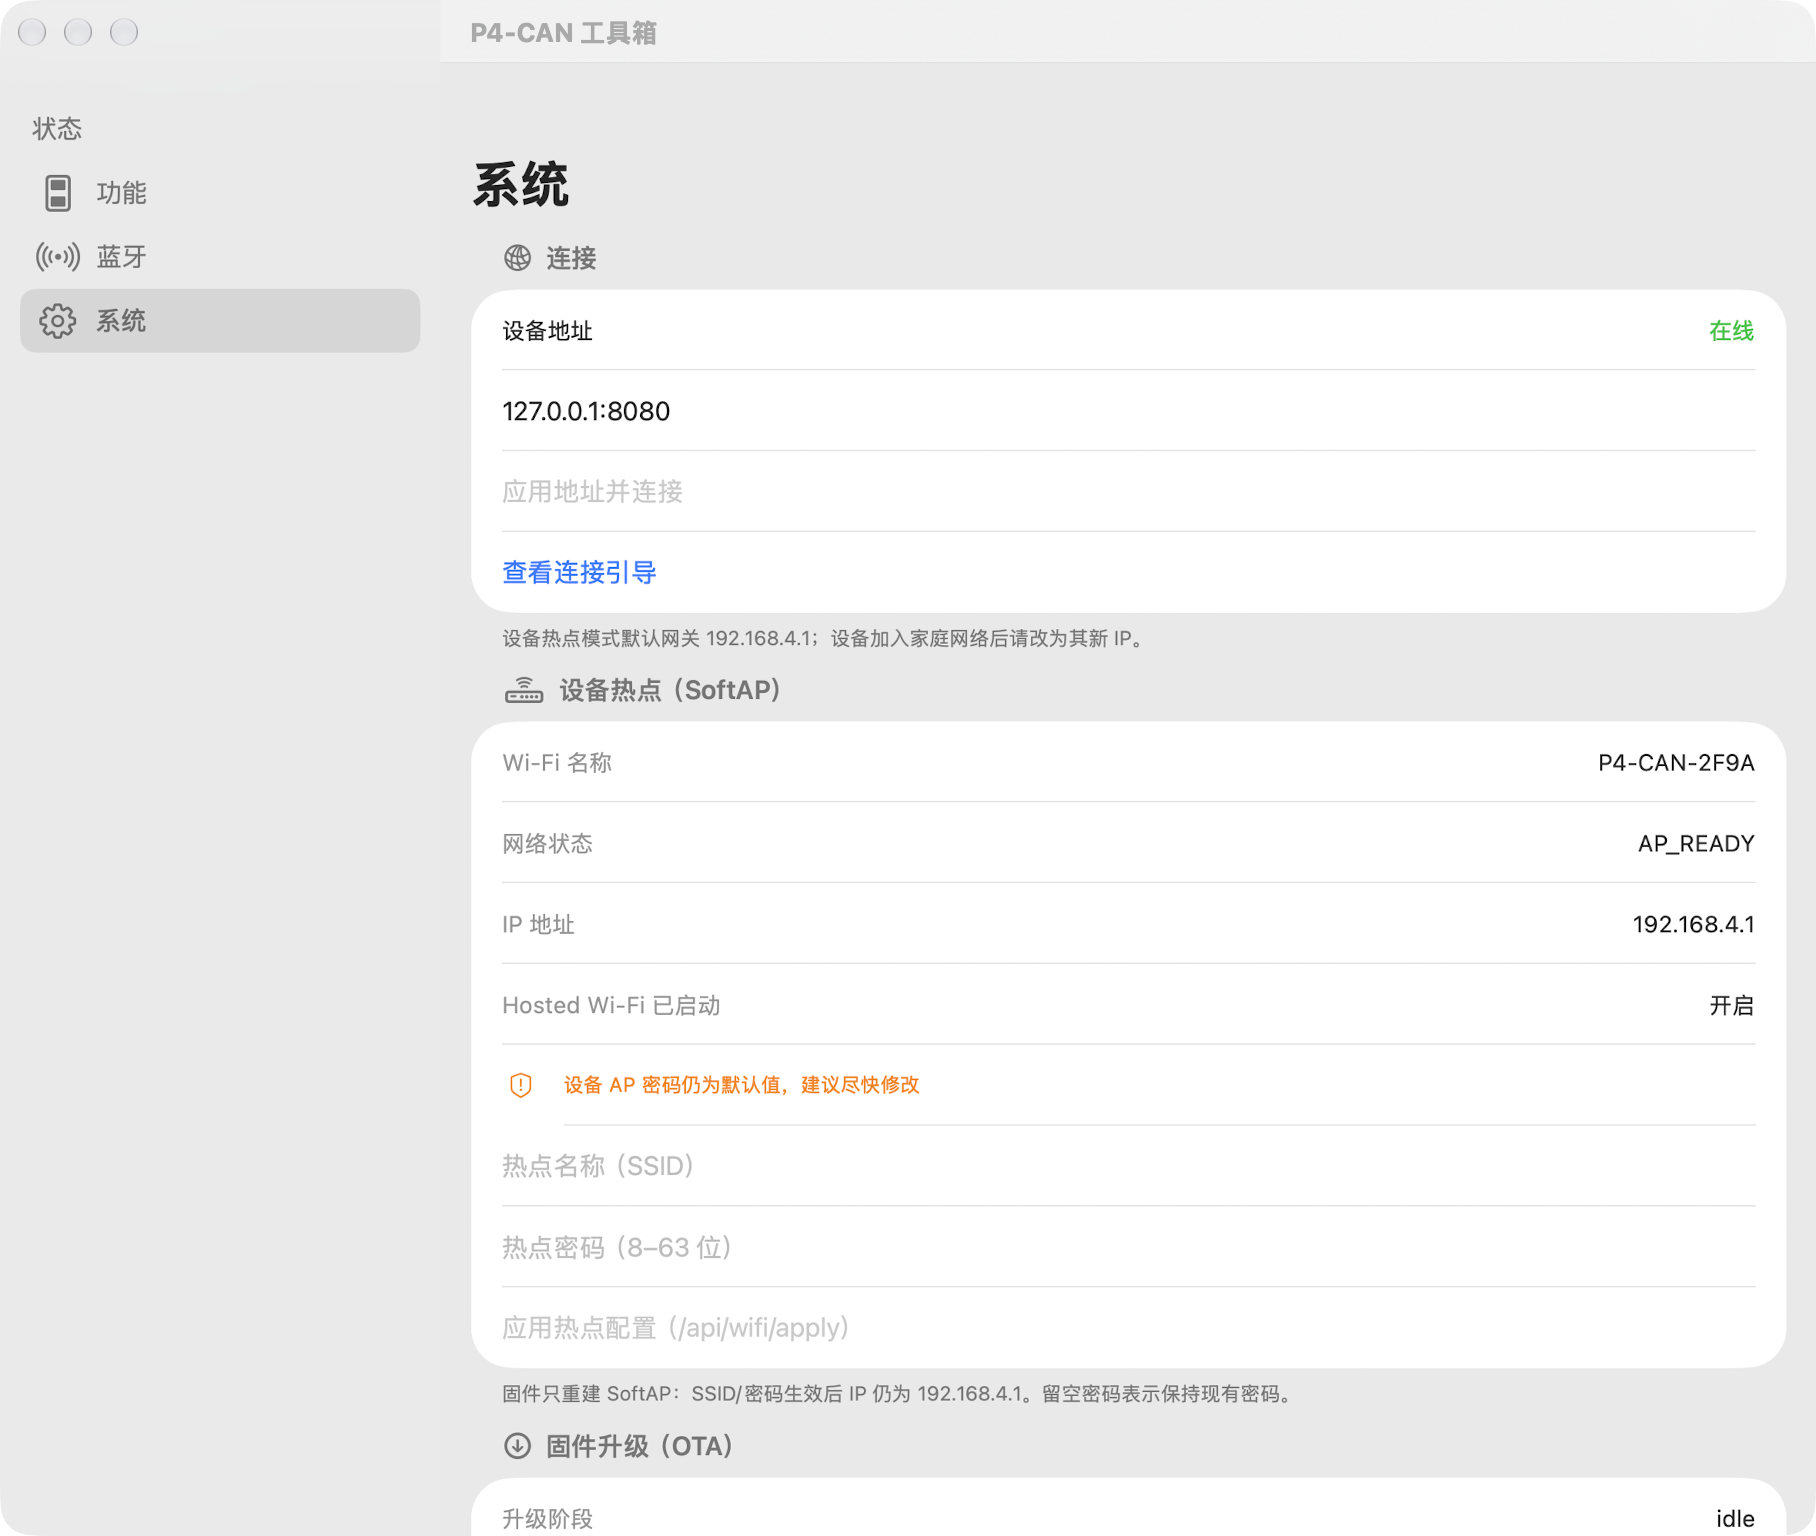 P4-CAN 工具箱
状态
功能
蓝牙
系统
系统
连接
设备地址 在线
127.0.0.1:8080
应用地址并连接
查看连接引导
设备热点模式默认网关 192.168.4.1；设备加入家庭网络后请改为其新 IP。
设备热点（SoftAP）
Wi-Fi 名称 P4-CAN-2F9A
网络状态 AP_READY
IP 地址 192.168.4.1
Hosted Wi-Fi 已启动 开启
设备 AP 密码仍为默认值，建议尽快修改
热点名称（SSID）
热点密码（8–63 位）
应用热点配置（/api/wifi/apply）
固件只重建 SoftAP：SSID/密码生效后 IP 仍为 192.168.4.1。留空密码表示保持现有密码。
固件升级（OTA）
升级阶段 idle